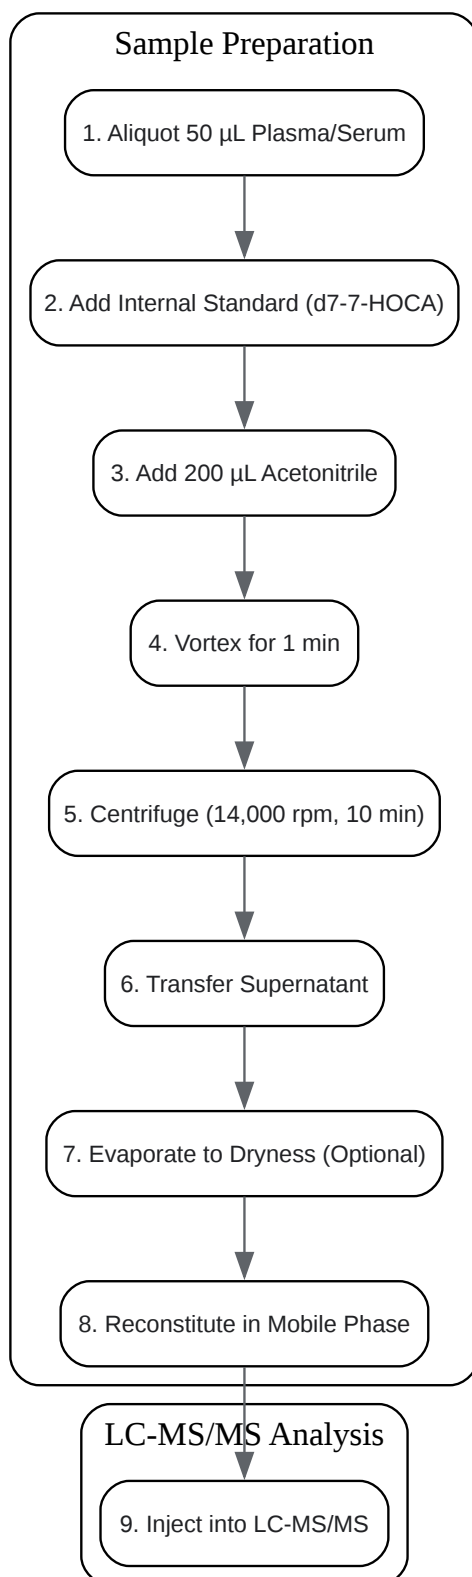 Sample Preparation
1. Aliquot 50 µL Plasma/Serum
2. Add Internal Standard (d7-7-HOCA)
3. Add 200 µL Acetonitrile
4. Vortex for 1 min
5. Centrifuge (14,000 rpm, 10 min)
6. Transfer Supernatant
7. Evaporate to Dryness (Optional)
8. Reconstitute in Mobile Phase
LC-MS/MS Analysis
9. Inject into LC-MS/MS